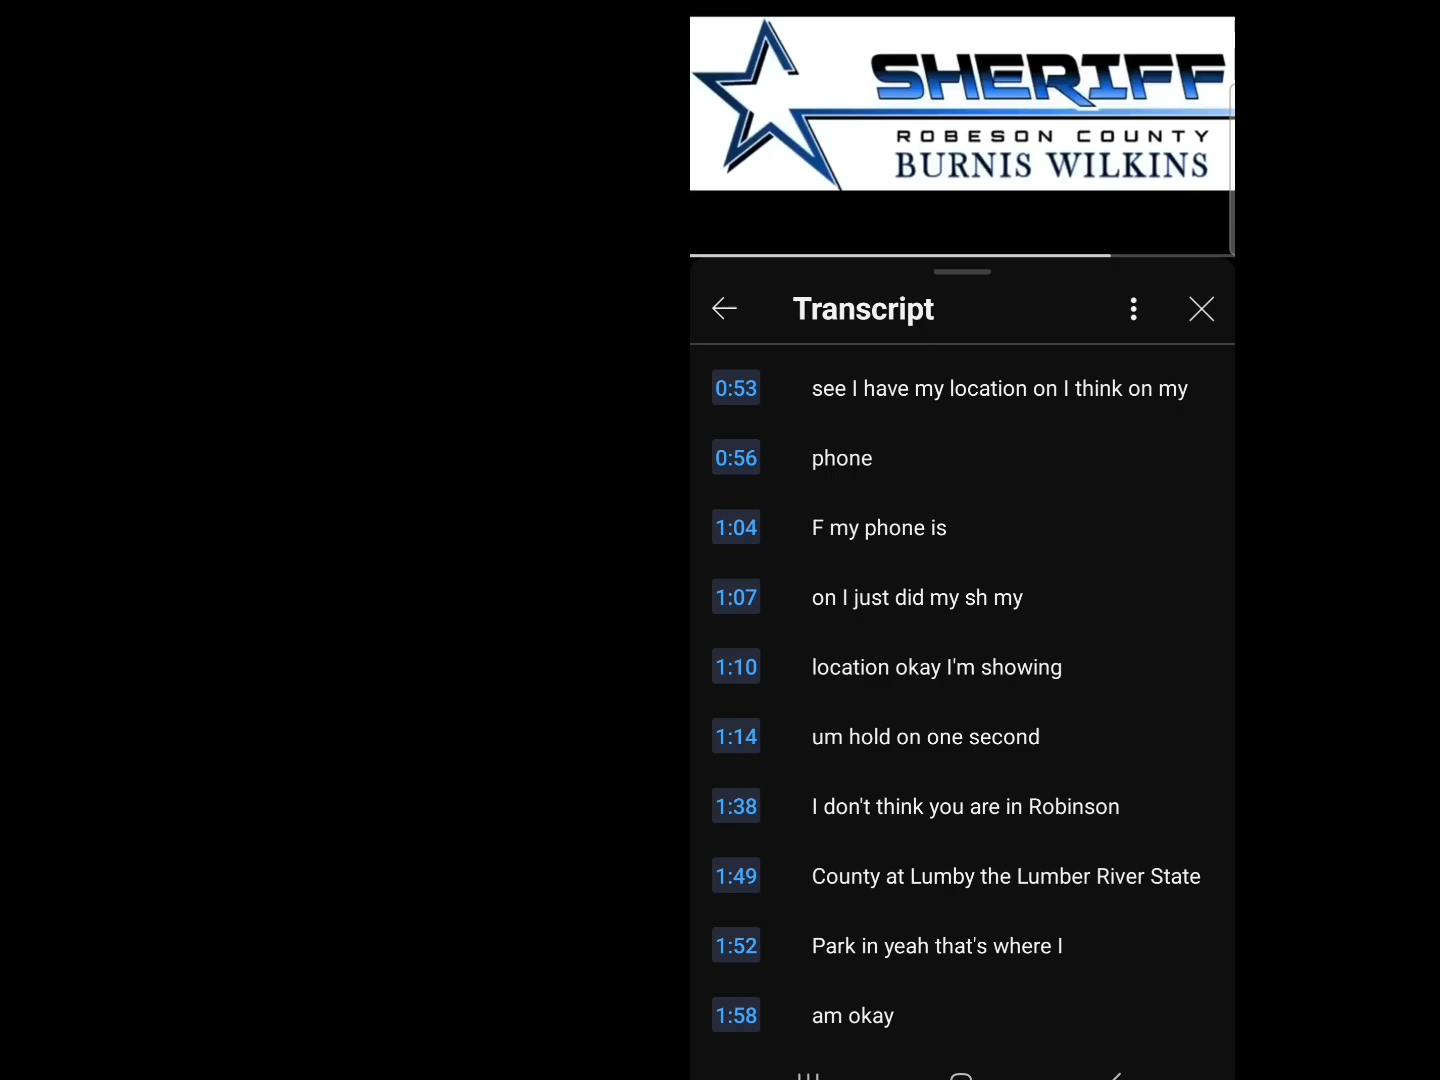 SHERIFF
ROBESON COUNTY
BURNIS WILKINS
Transcript
0:53 see I have my location on I think on my
0:56 phone
1:04 F my phone is
1:07 on I just did my sh my
1:10 location okay I'm showing
1:14 um hold on one second
1:38 I don't think you are in Robinson
1:49 County at Lumby the Lumber River State
1:52 Park in yeah that's where I
1:58 am okay